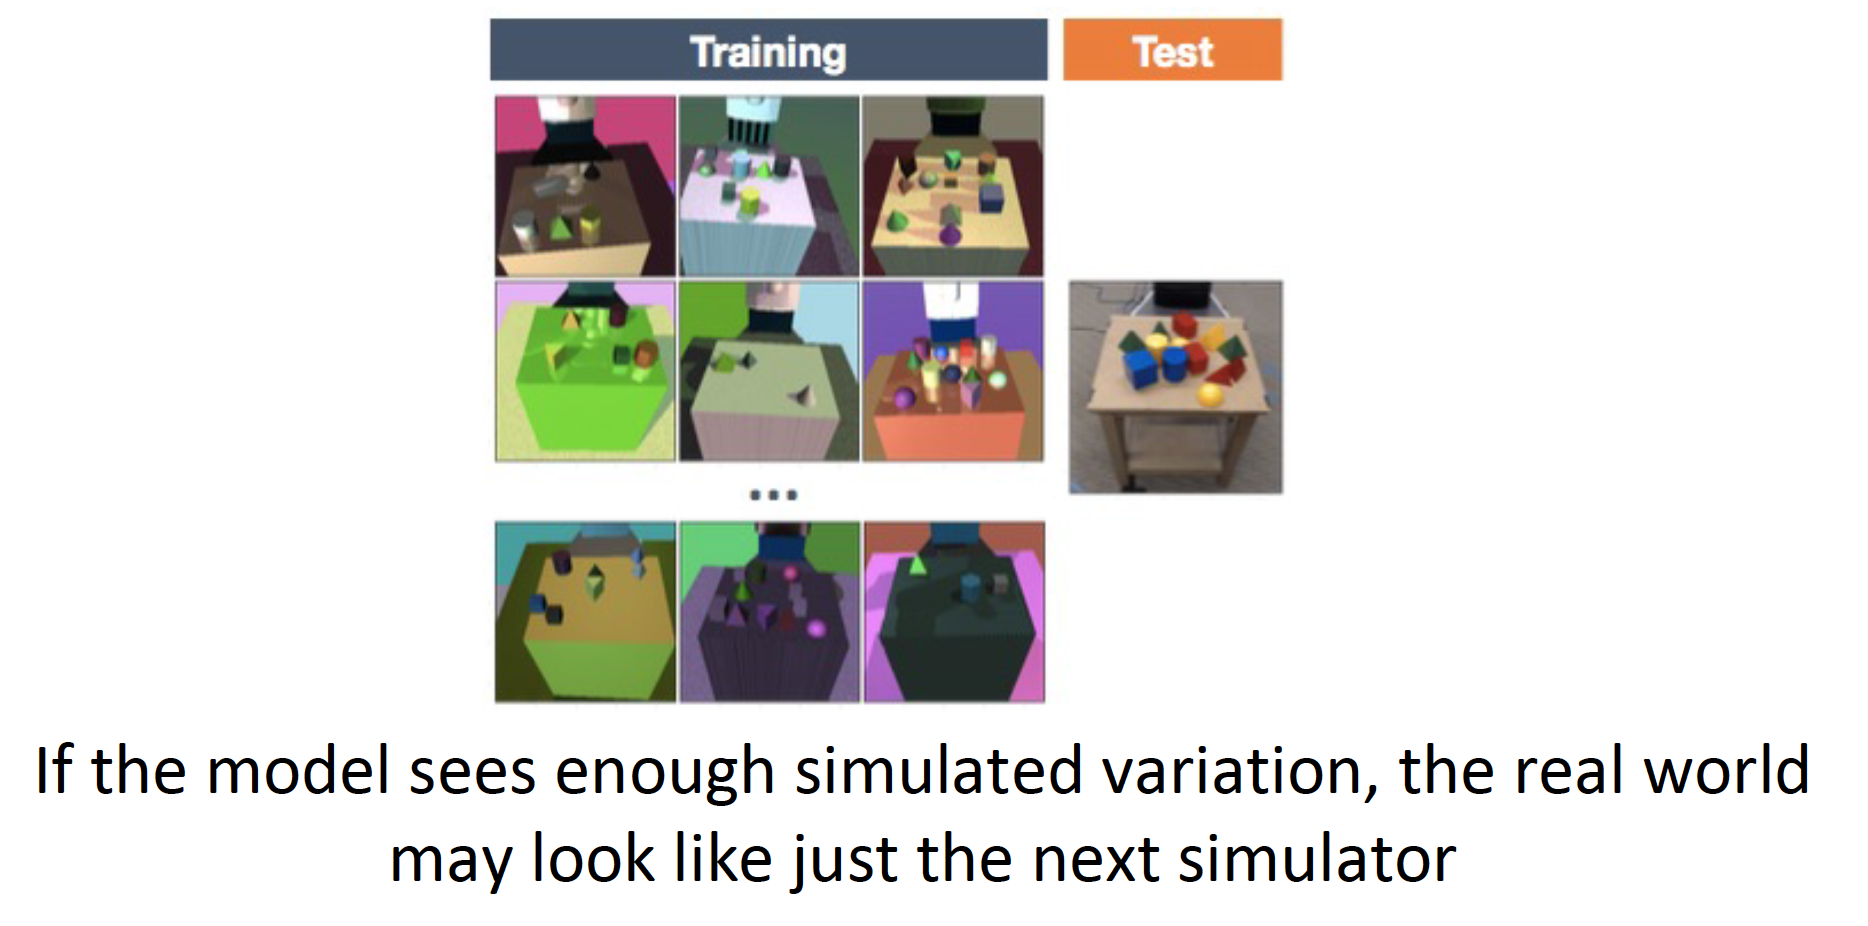 Training
Test
...
If the model sees enough simulated variation, the real world
may look like just the next simulator